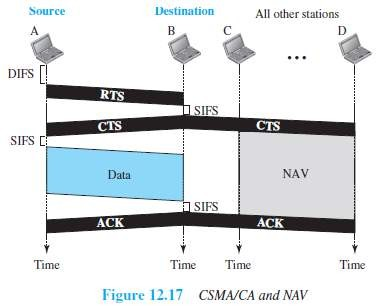 Source Destination All other stations
A B C D
DIFS
RTS
SIFS
CTS CTS
SIFS
Data NAV
SIFS
ACK ACK
Time Time Time Time
Figure 12.17 CSMA/CA and NAV